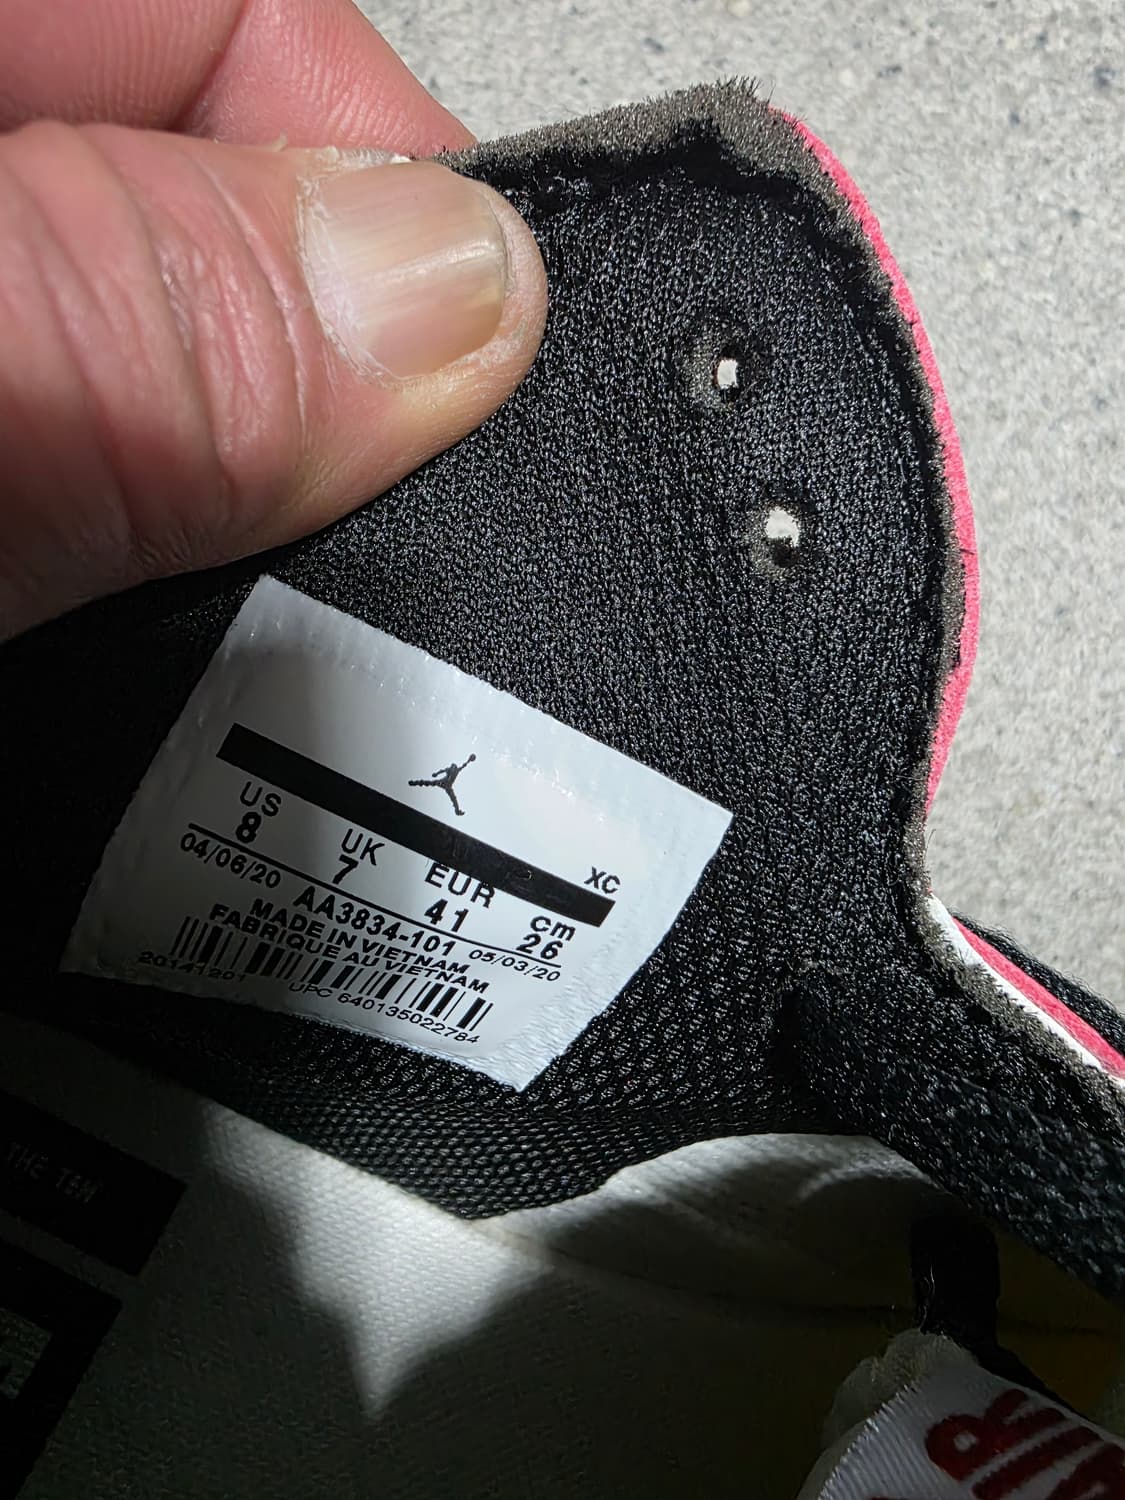 XC
US UK EUR cm
8 7 41 26
04/06/20 AA3834-101 05/03/20
MADE IN VIETNAM
FABRIQUE AU VIETNAM
20141201 UPC 640135022784
THE TEN